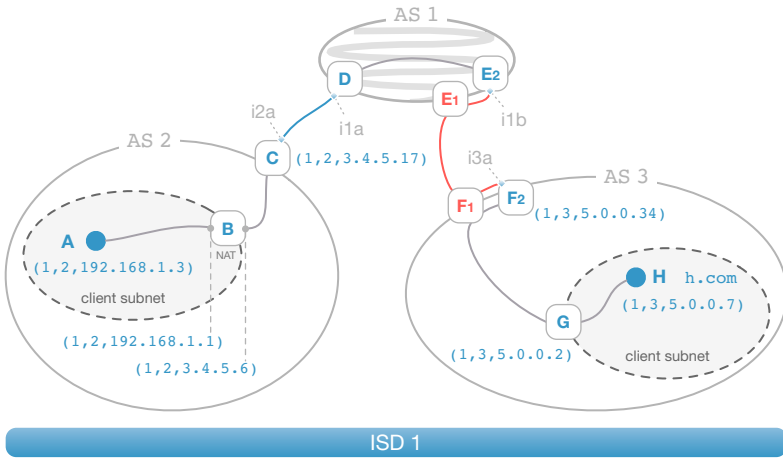 AS 1
D
E2
E1
i2a
i1a
i1b
AS 2
C
(1,2,3.4.5.17)
i3a
AS 3
F1
F2
(1,3,5.0.0.34)
A
B
NAT
(1,2,192.168.1.3)
client subnet
H h.com
(1,3,5.0.0.7)
G
(1,2,192.168.1.1)
(1,3,5.0.0.2)
client subnet
(1,2,3.4.5.6)
ISD 1